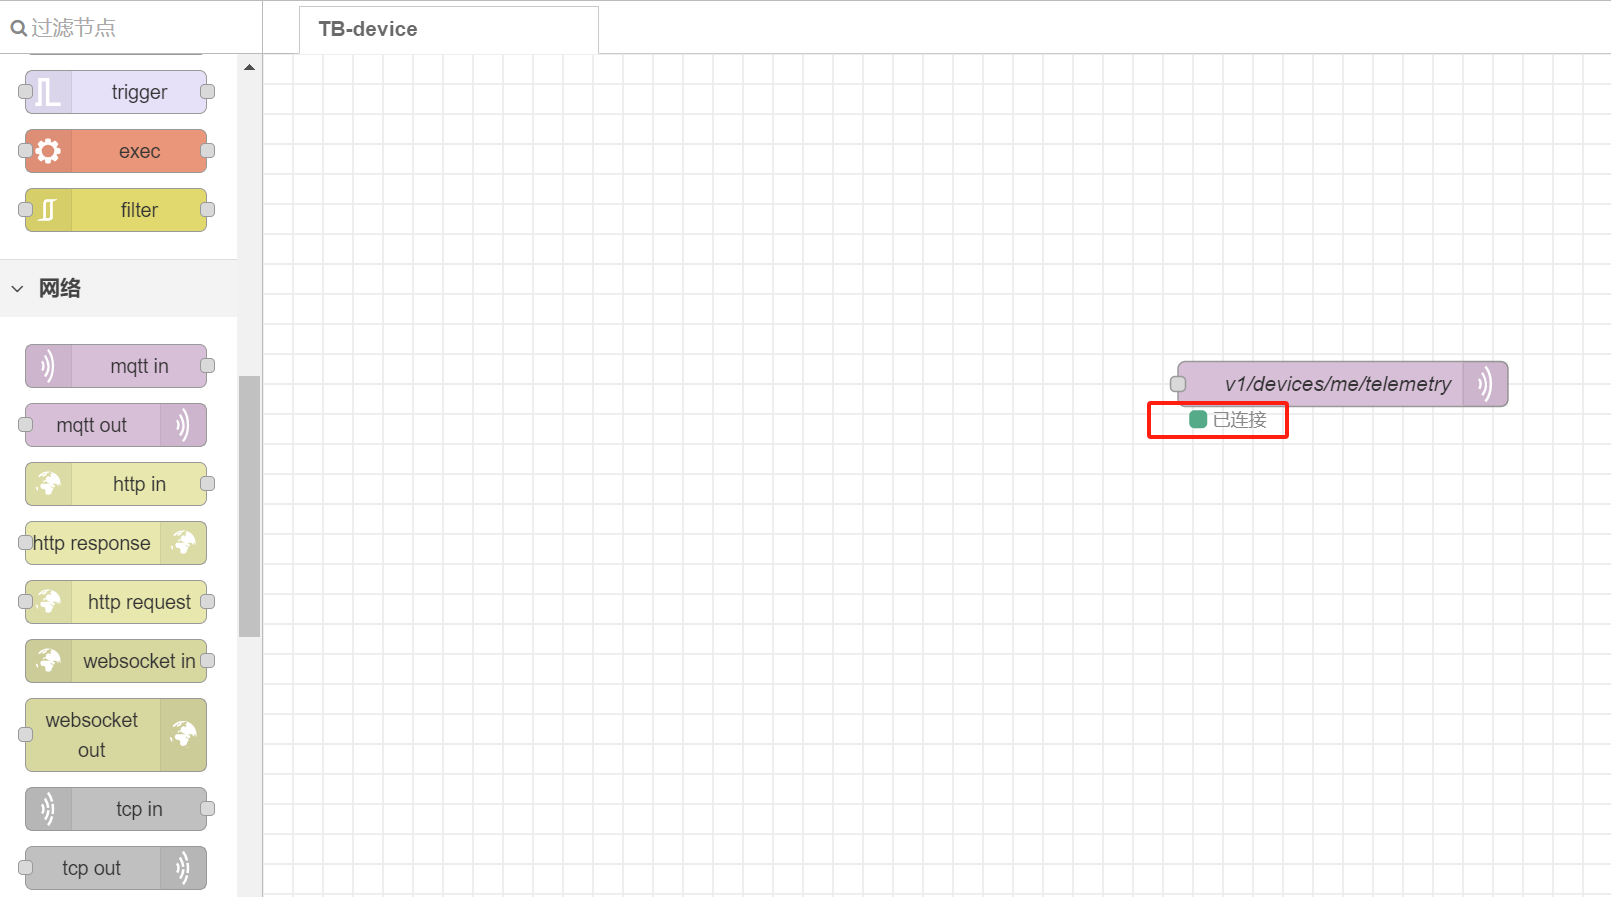 过滤节点
TB-device
trigger
exec
filter
网络
mqtt in
mqtt out
http in
http response
http request
websocket in
websocket
out
tcp in
tcp out
v1/devices/me/telemetry
已连接